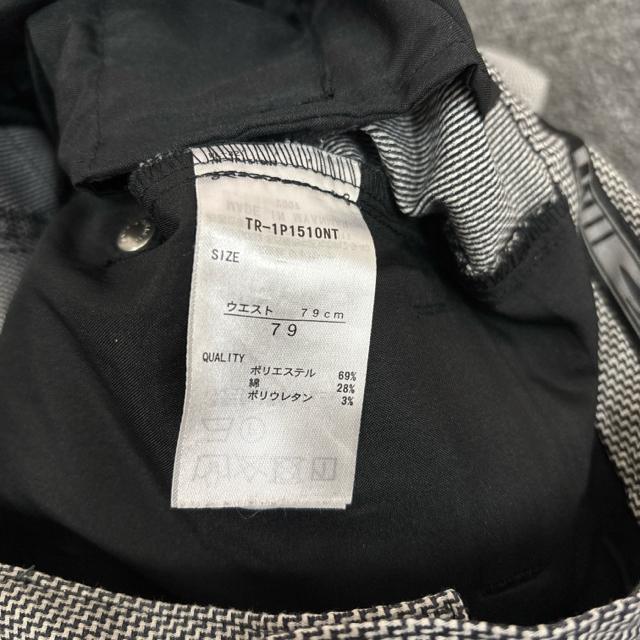 TR-1P1510NT
SIZE
ウエスト 79cm
79
QUALITY
ポリエステル 69%
綿 28%
ポリウレタン 3%